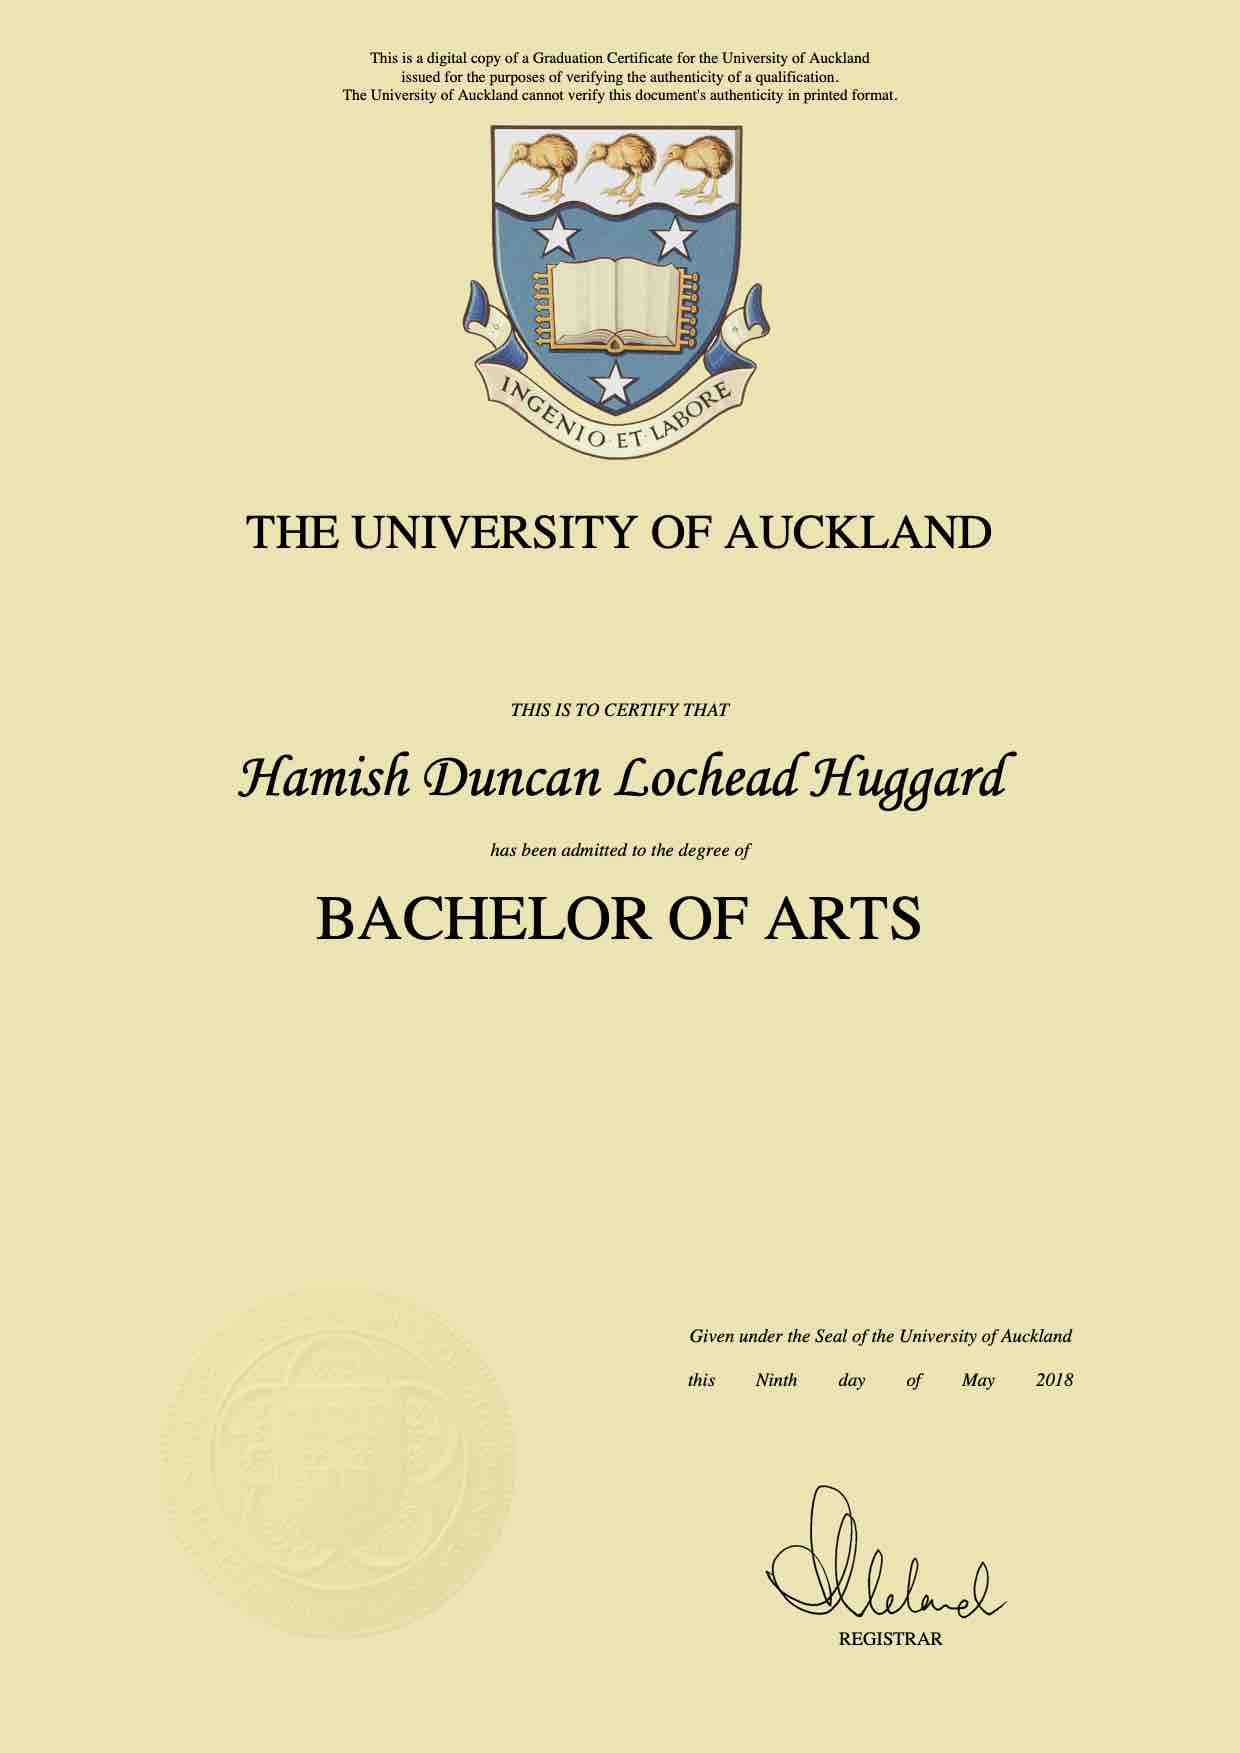 This is a digital copy of a Graduation Certificate for the University of Auckland
issued for the purposes of verifying the authenticity of a qualification.
The University of Auckland cannot verify this document's authenticity in printed format.
INGENIO ET LABORE
THE UNIVERSITY OF AUCKLAND
THIS IS TO CERTIFY THAT
Hamish Duncan Lochead Huggard
has been admitted to the degree of
BACHELOR OF ARTS
Given under the Seal of the University of Auckland
this Ninth day of May 2018
REGISTRAR